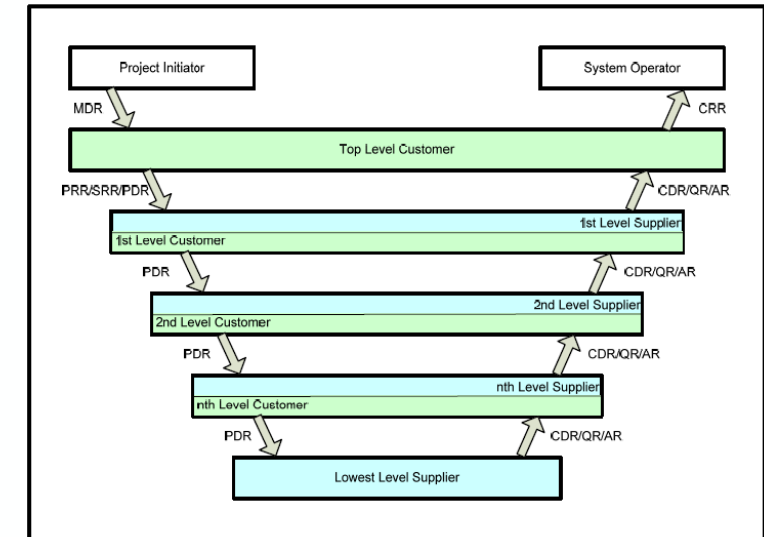 Project Initiator
System Operator
MDR
CRR
Top Level Customer
PRR/SRR/PDR
CDR/QR/AR
1st Level Supplier
1st Level Customer
PDR
CDR/QR/AR
2nd Level Supplier
2nd Level Customer
PDR
CDR/QR/AR
nth Level Supplier
nth Level Customer
PDR
CDR/QR/AR
Lowest Level Supplier